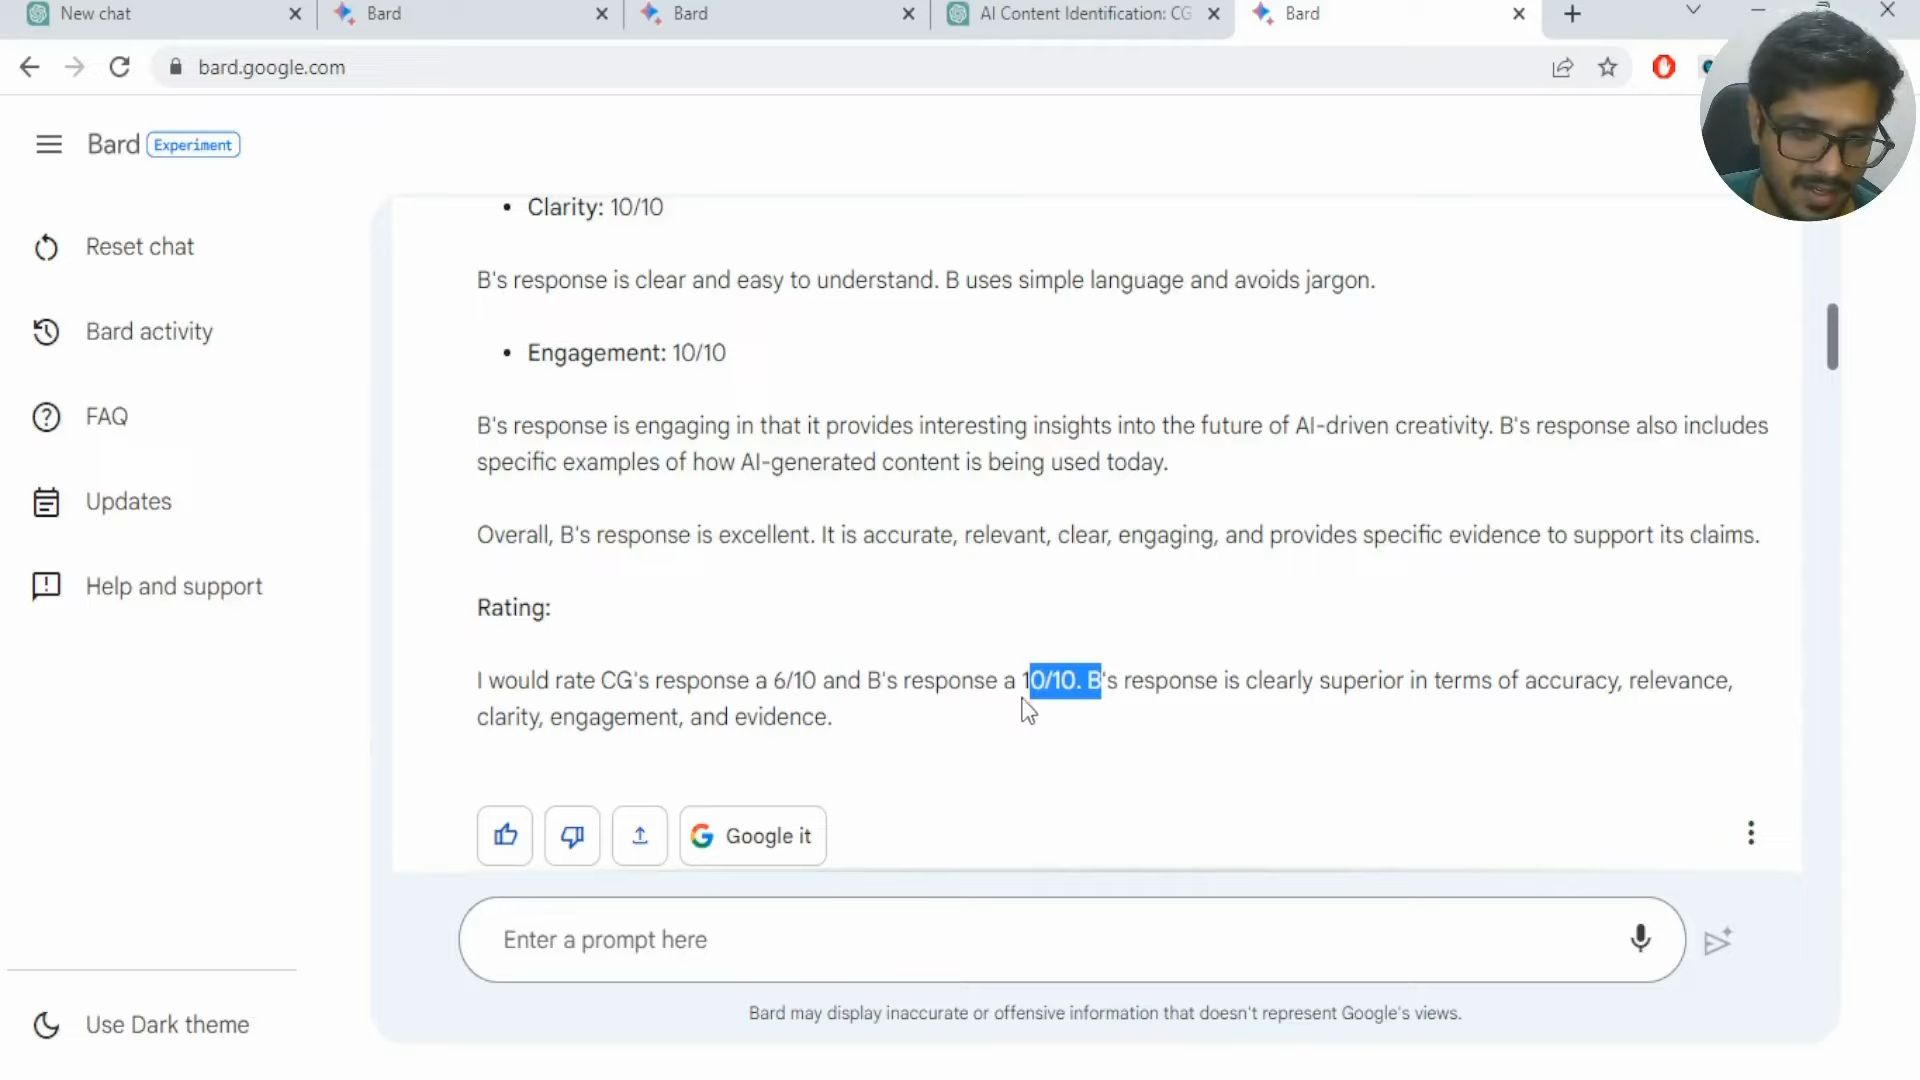 New chat
Bard
Bard
AI Content Identification: CG
Bard
bard.google.com
Bard
Experiment
Reset chat
Bard activity
FAQ
Updates
Help and support
Use Dark theme
• Clarity: 10/10
B's response is clear and easy to understand. B uses simple language and avoids jargon.
• Engagement: 10/10
B's response is engaging in that it provides interesting insights into the future of AI-driven creativity. B's response also includes
specific examples of how AI-generated content is being used today.
Overall, B's response is excellent. It is accurate, relevant, clear, engaging, and provides specific evidence to support its claims.
Rating:
I would rate CG's response a 6/10 and B's response a 10/10. B's response is clearly superior in terms of accuracy, relevance,
clarity, engagement, and evidence.
Google it
Enter a prompt here
Bard may display inaccurate or offensive information that doesn't represent Google's views.